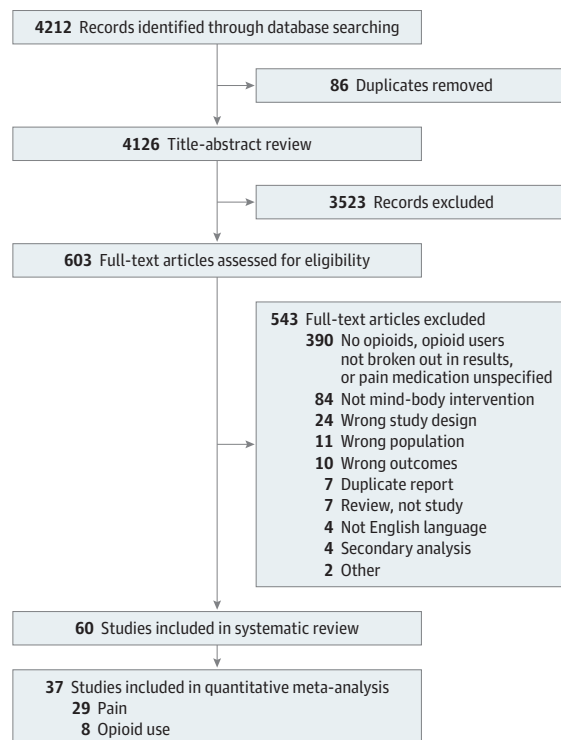 4212 Records identified through database searching
86 Duplicates removed
4126 Title-abstract review
3523 Records excluded
603 Full-text articles assessed for eligibility
543 Full-text articles excluded
390 No opioids, opioid users
not broken out in results,
or pain medication unspecified
84 Not mind-body intervention
24 Wrong study design
11 Wrong population
10 Wrong outcomes
7 Duplicate report
7 Review, not study
4 Not English language
4 Secondary analysis
2 Other
60 Studies included in systematic review
37 Studies included in quantitative meta-analysis
29 Pain
8 Opioid use